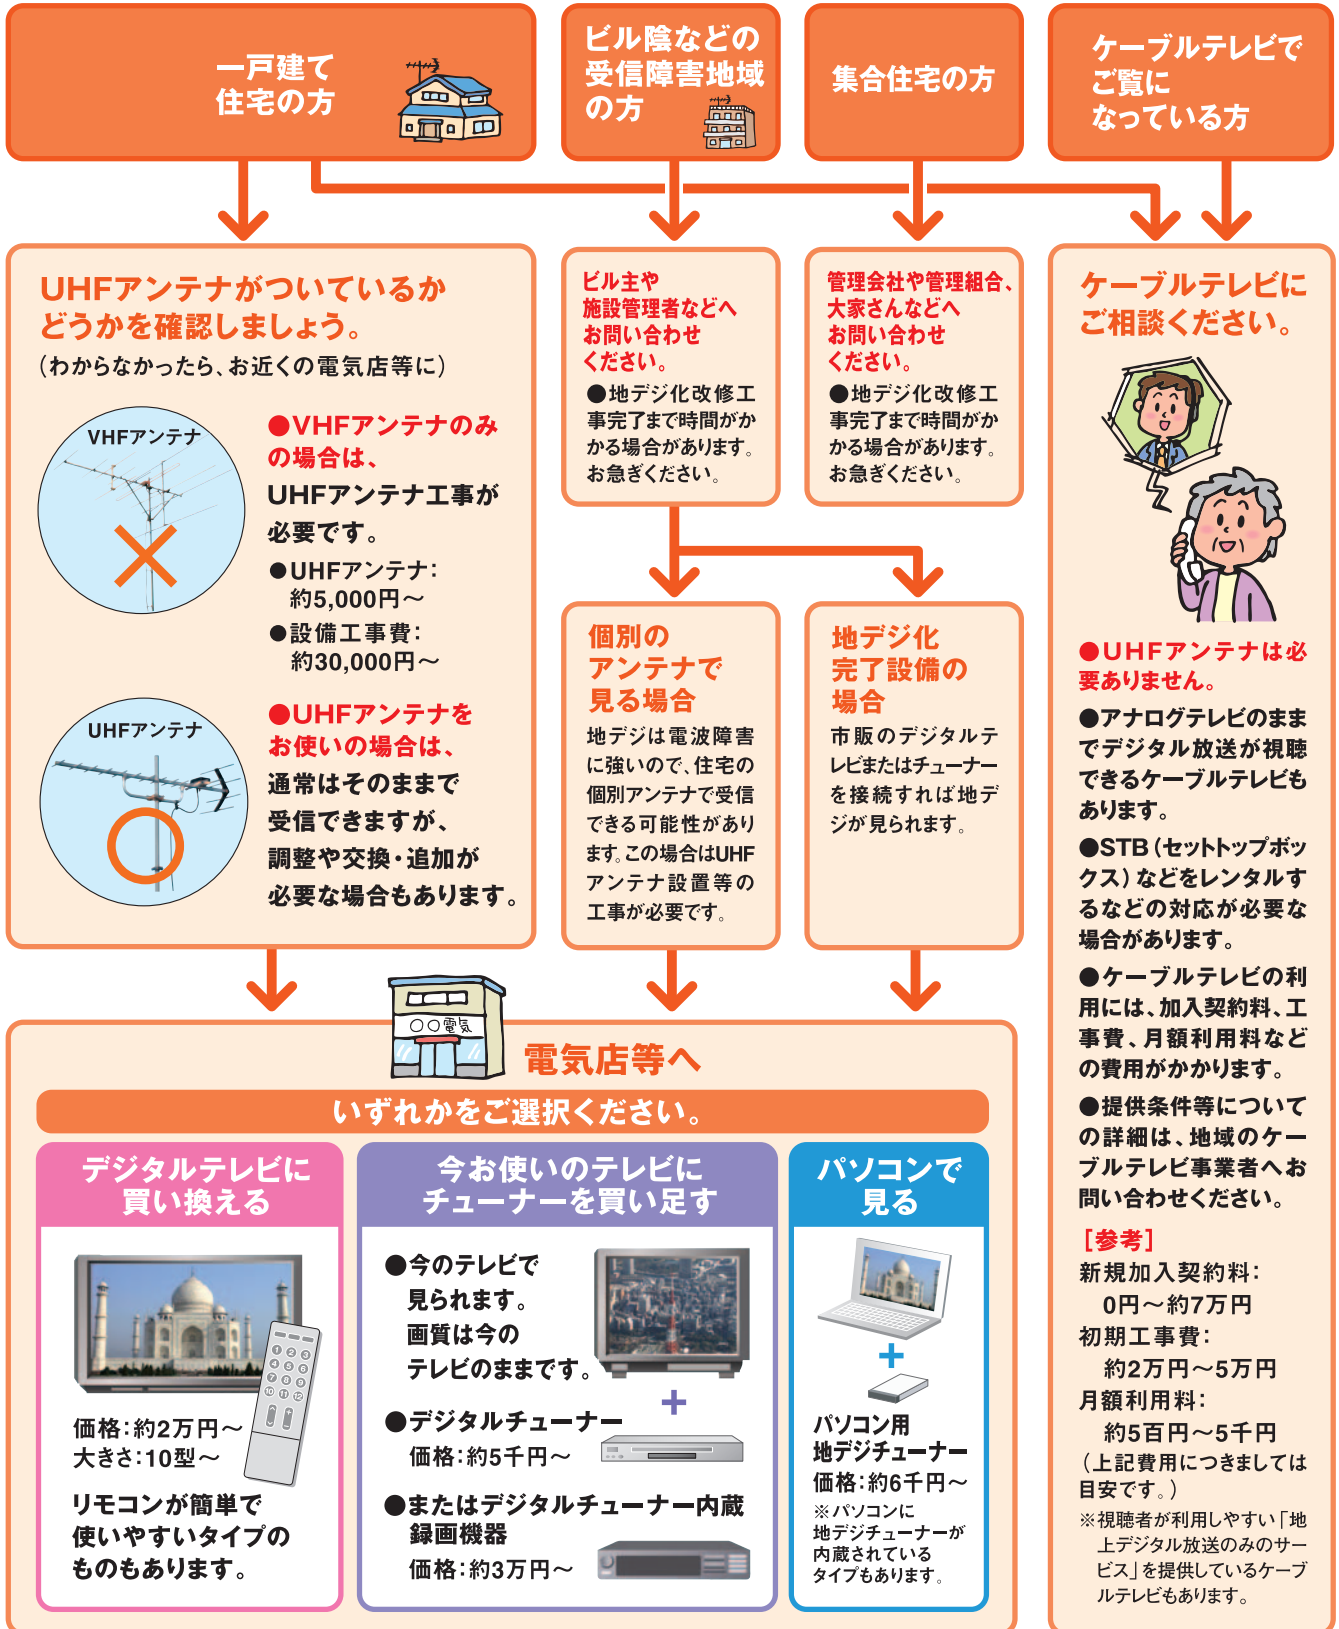 一戸建て
住宅の方
ビル陰などの
受信障害地域
の方
集合住宅の方
ケーブルテレビで
ご覧に
なっている方
UHFアンテナがついているか
どうかを確認しましょう。
(わからなかったら、お近くの電気店等に)
VHFアンテナ
●VHFアンテナのみ
の場合は、
UHFアンテナ工事が
必要です。
●UHFアンテナ:
約5,000円〜
●設備工事費:
約30,000円〜
UHFアンテナ
●UHFアンテナを
お使いの場合は、
通常はそのままで
受信できますが、
調整や交換・追加が
必要な場合もあります。
ビル主や
施設管理者などへ
お問い合わせ
ください。
●地デジ化改修工
事完了まで時間がか
かる場合があります。
お急ぎください。
管理会社や管理組合、
大家さんなどへ
お問い合わせ
ください。
●地デジ化改修工
事完了まで時間がか
かる場合があります。
お急ぎください。
個別の
アンテナで
見る場合
地デジは電波障害
に強いので、住宅の
個別アンテナで受信
できる可能性があり
ます。この場合はUHF
アンテナ設置等の
工事が必要です。
地デジ化
完了設備の
場合
市販のデジタルテ
レビまたはチューナー
を接続すれば地デ
ジが見られます。
ケーブルテレビに
ご相談ください。
●UHFアンテナは必
要ありません。
●アナログテレビのまま
でデジタル放送が視聴
できるケーブルテレビも
あります。
●STB(セットトップボッ
クス)などをレンタルす
るなどの対応が必要な
場合があります。
●ケーブルテレビの利
用には、加入契約料、工
事費、月額利用料など
の費用がかかります。
●提供条件等について
の詳細は、地域のケー
ブルテレビ事業者へお
問い合わせください。
[参考]
新規加入契約料:
0円〜約7万円
初期工事費:
約2万円〜5万円
月額利用料:
約5百円〜5千円
(上記費用につきましては
目安です。)
※視聴者が利用しやすい「地
上デジタル放送のみのサー
ビス」を提供しているケーブ
ルテレビもあります。
○○電気
電気店等へ
いずれかをご選択ください。
デジタルテレビに
買い換える
1 2 3
4 5 6
7 8 9
10 11 12
価格:約2万円〜
大きさ:10型〜
リモコンが簡単で
使いやすいタイプの
ものもあります。
今お使いのテレビに
チューナーを買い足す
●今のテレビで
見られます。
画質は今の
テレビのままです。
+
●デジタルチューナー
価格:約5千円〜
●またはデジタルチューナー内蔵
録画機器
価格:約3万円〜
パソコンで
見る
+
パソコン用
地デジチューナー
価格:約6千円〜
※パソコンに
地デジチューナーが
内蔵されている
タイプもあります。